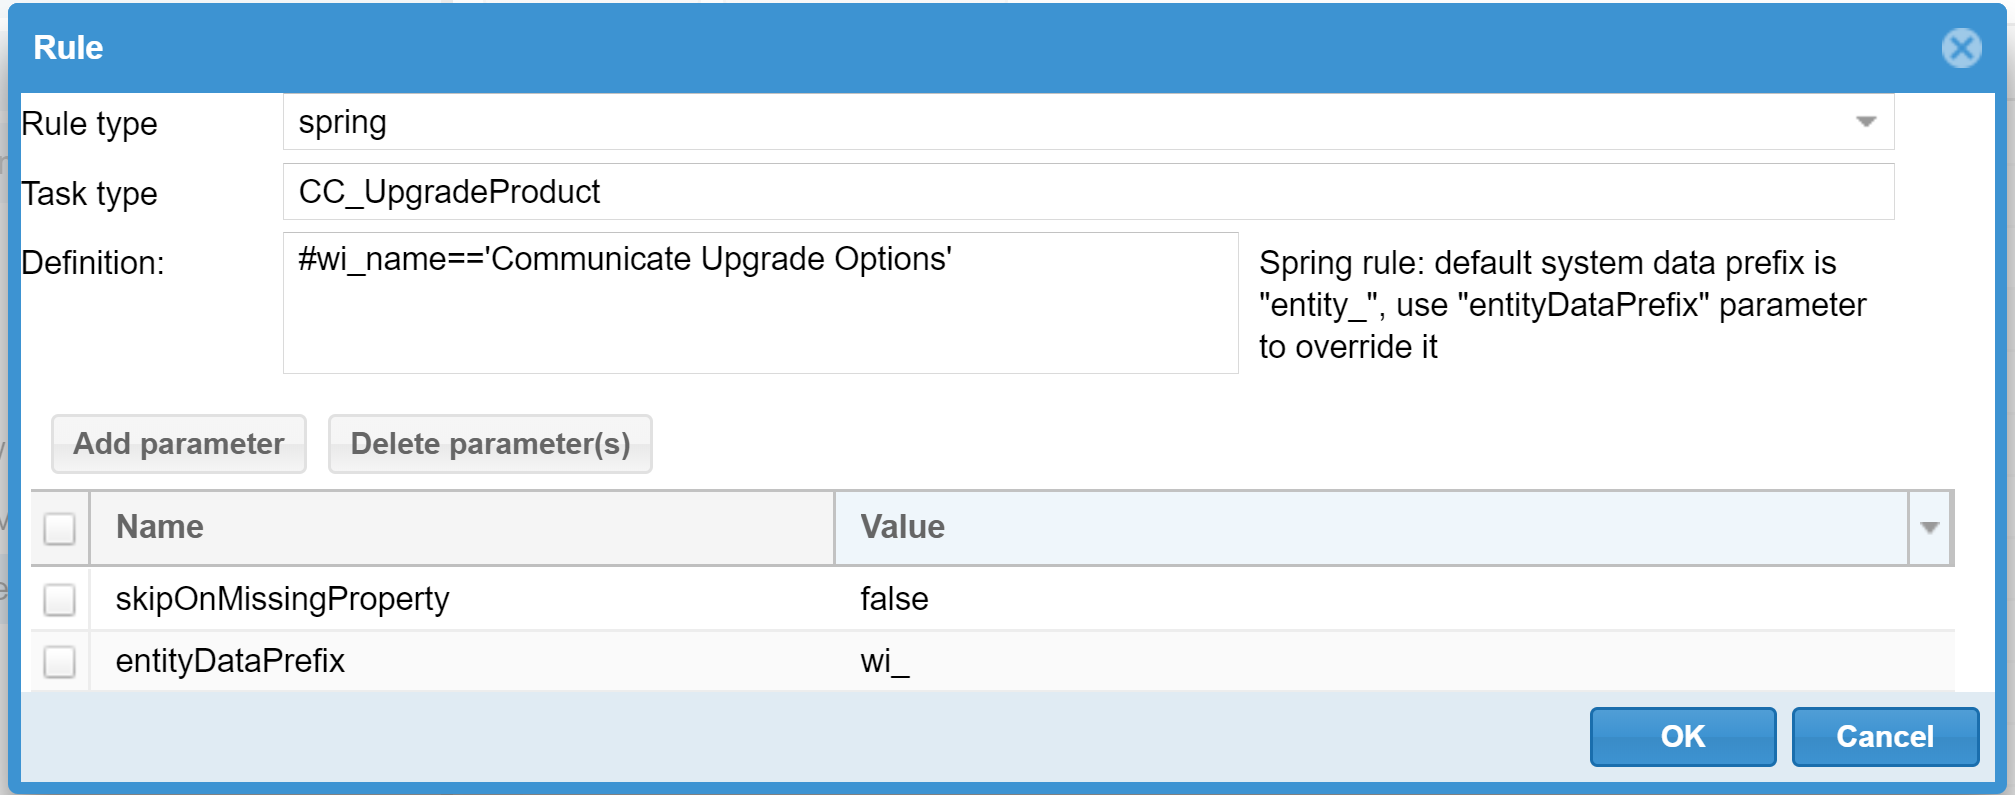 Rule
Rule type
spring
Task type
CC_UpgradeProduct
Definition:
#wi_name=='Communicate Upgrade Options'
Spring rule: default system data prefix is
"entity_", use "entityDataPrefix" parameter
to override it
Add parameter
Delete parameter(s)
Name
Value
skipOnMissingProperty
false
entityDataPrefix
wi_
OK
Cancel